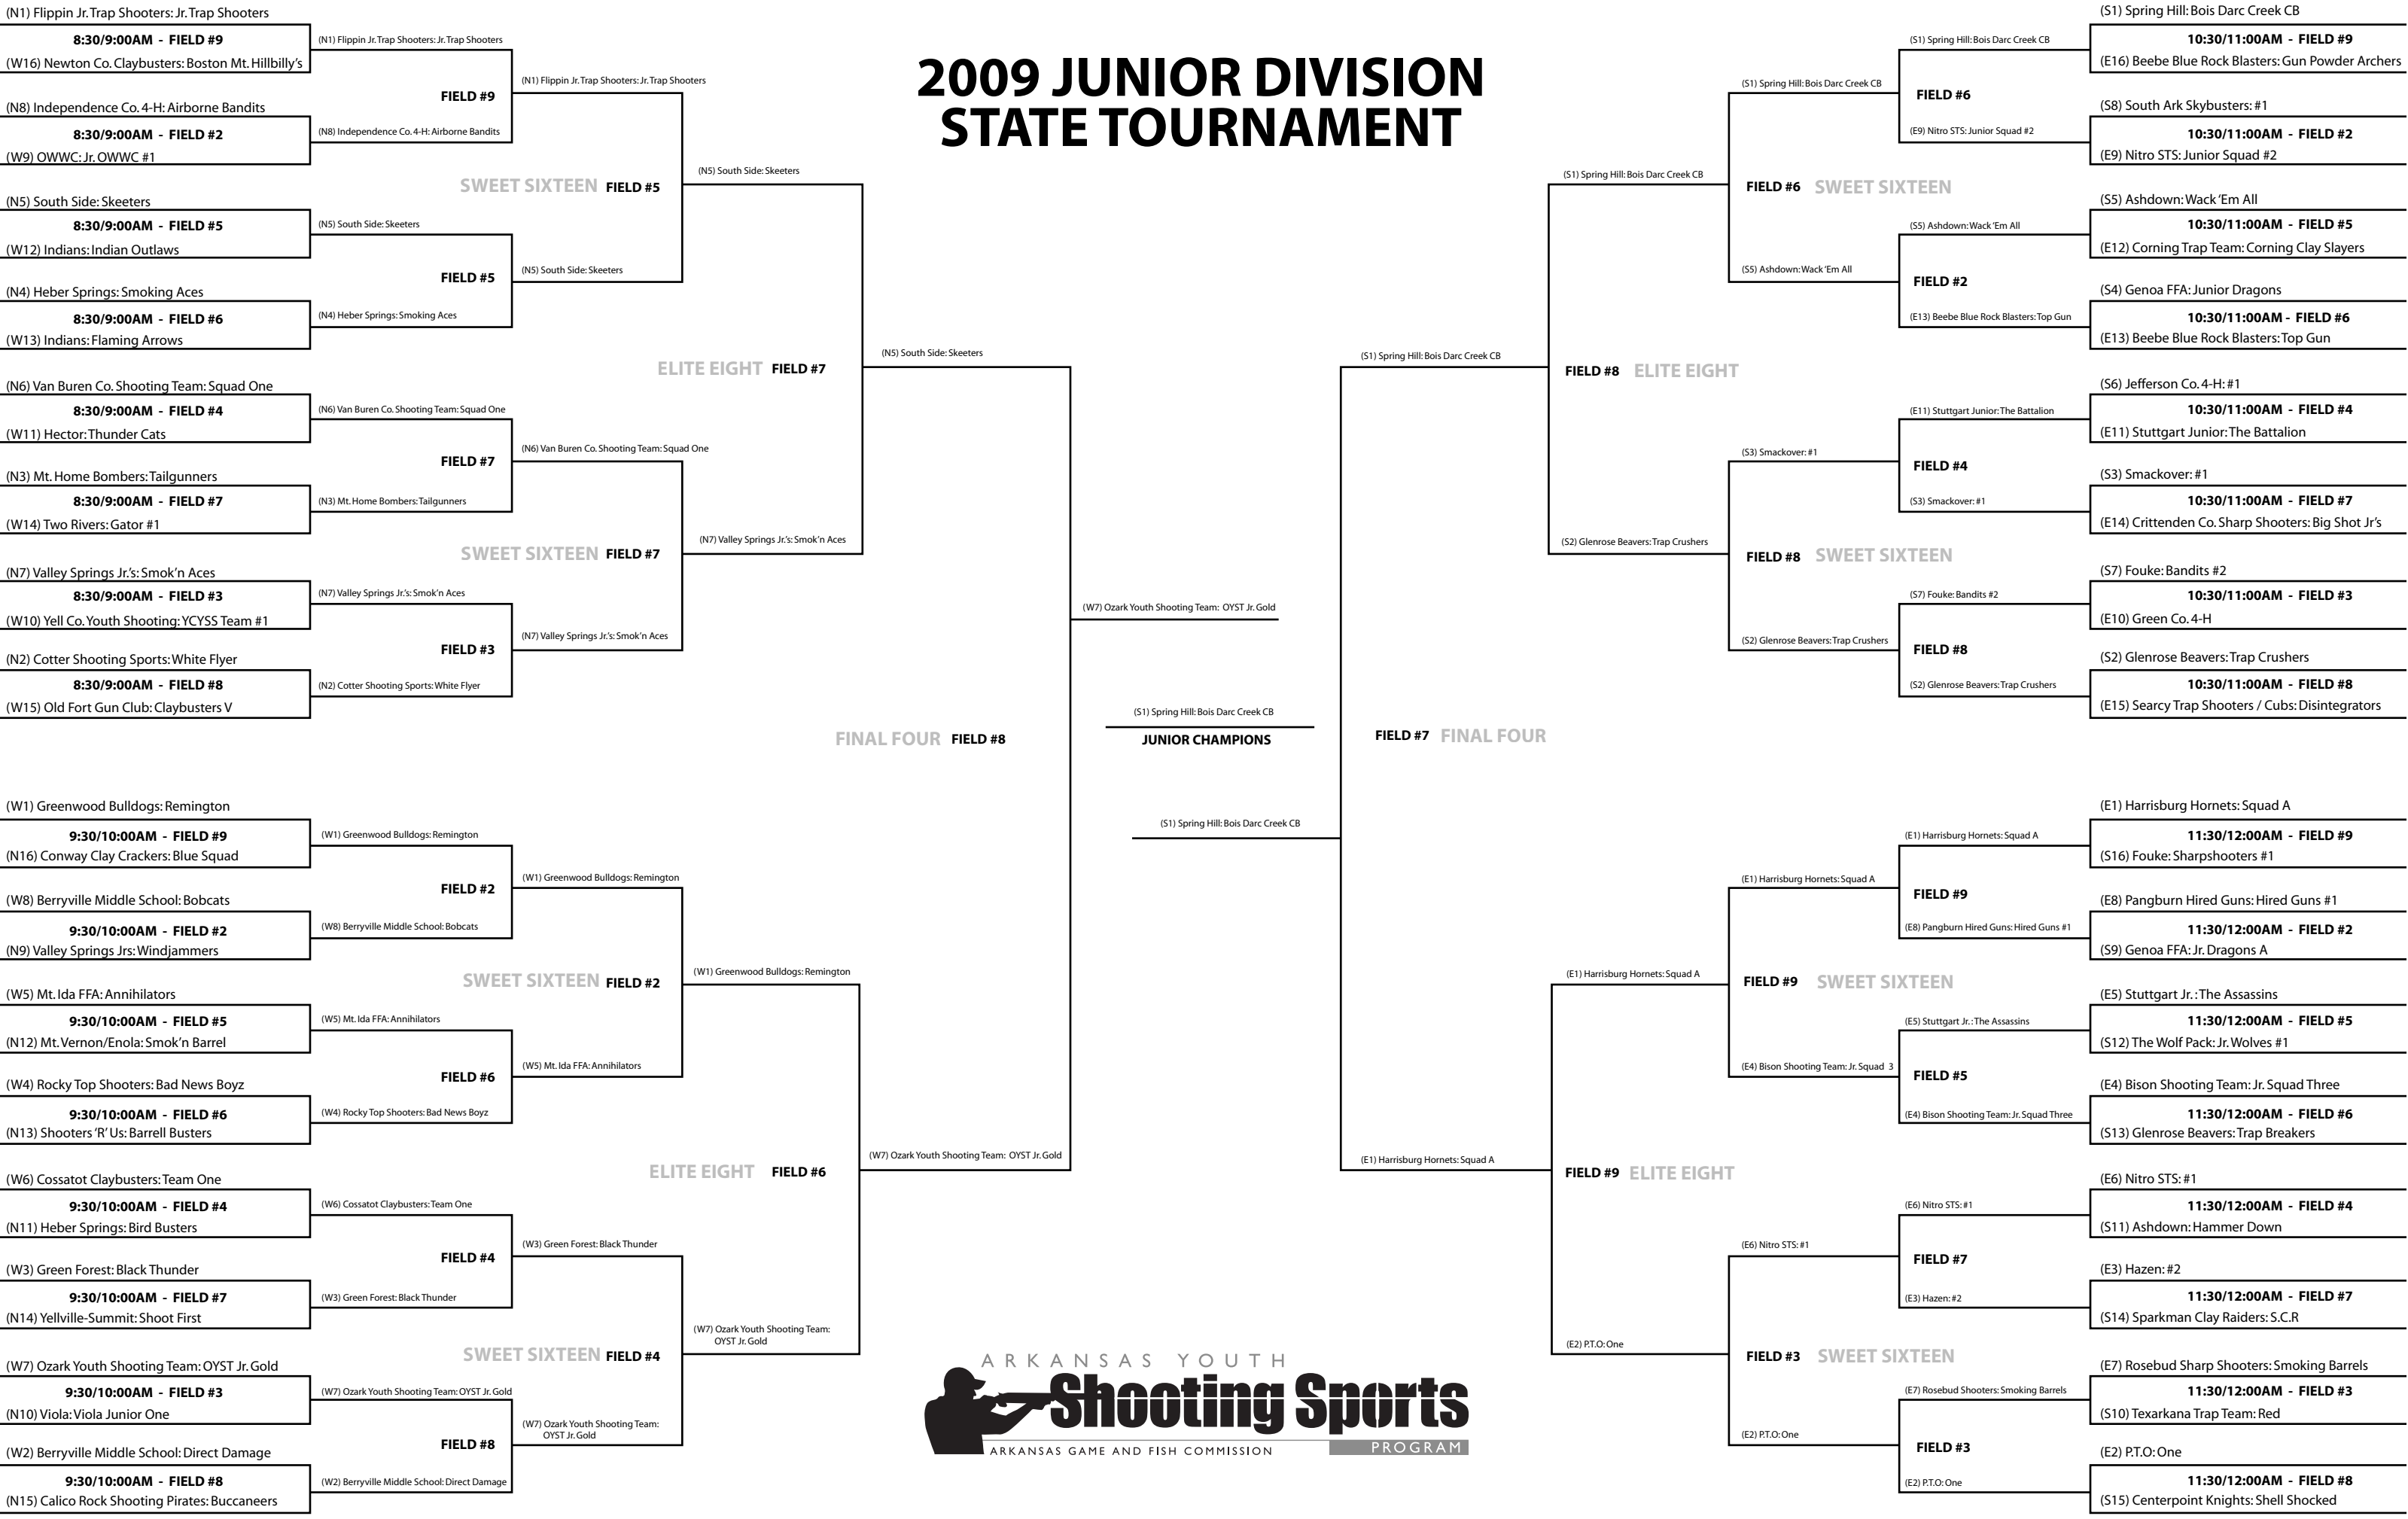 2009 JUNIOR DIVISION
STATE TOURNAMENT
(N1) Flippin Jr. Trap Shooters: Jr. Trap Shooters
8:30/9:00AM - FIELD #9
(W16) Newton Co. Claybusters: Boston Mt. Hillbilly's
(N8) Independence Co. 4-H: Airborne Bandits
8:30/9:00AM - FIELD #2
(W9) OWWC: Jr. OWWC #1
(N5) South Side: Skeeters
8:30/9:00AM - FIELD #5
(W12) Indians: Indian Outlaws
(N4) Heber Springs: Smoking Aces
8:30/9:00AM - FIELD #6
(W13) Indians: Flaming Arrows
(N6) Van Buren Co. Shooting Team: Squad One
8:30/9:00AM - FIELD #4
(W11) Hector: Thunder Cats
(N3) Mt. Home Bombers: Tailgunners
8:30/9:00AM - FIELD #7
(W14) Two Rivers: Gator #1
(N7) Valley Springs Jr.'s: Smok'n Aces
8:30/9:00AM - FIELD #3
(W10) Yell Co. Youth Shooting: YCYSS Team #1
(N2) Cotter Shooting Sports: White Flyer
8:30/9:00AM - FIELD #8
(W15) Old Fort Gun Club: Claybusters V
(W1) Greenwood Bulldogs: Remington
9:30/10:00AM - FIELD #9
(N16) Conway Clay Crackers: Blue Squad
(W8) Berryville Middle School: Bobcats
9:30/10:00AM - FIELD #2
(N9) Valley Springs Jrs: Windjammers
(W5) Mt. Ida FFA: Annihilators
9:30/10:00AM - FIELD #5
(N12) Mt. Vernon/Enola: Smok'n Barrel
(W4) Rocky Top Shooters: Bad News Boyz
9:30/10:00AM - FIELD #6
(N13) Shooters 'R' Us: Barrell Busters
(W6) Cossatot Claybusters: Team One
9:30/10:00AM - FIELD #4
(N11) Heber Springs: Bird Busters
(W3) Green Forest: Black Thunder
9:30/10:00AM - FIELD #7
(N14) Yellville-Summit: Shoot First
(W7) Ozark Youth Shooting Team: OYST Jr. Gold
9:30/10:00AM - FIELD #3
(N10) Viola: Viola Junior One
(W2) Berryville Middle School: Direct Damage
9:30/10:00AM - FIELD #8
(N15) Calico Rock Shooting Pirates: Buccaneers
(N1) Flippin Jr. Trap Shooters: Jr. Trap Shooters
FIELD #9
(N8) Independence Co. 4-H: Airborne Bandits
(N5) South Side: Skeeters
FIELD #5
(N4) Heber Springs: Smoking Aces
(N6) Van Buren Co. Shooting Team: Squad One
FIELD #7
(N3) Mt. Home Bombers: Tailgunners
(N7) Valley Springs Jr.'s: Smok'n Aces
FIELD #3
(N2) Cotter Shooting Sports: White Flyer
(W1) Greenwood Bulldogs: Remington
FIELD #2
(W8) Berryville Middle School: Bobcats
(W5) Mt. Ida FFA: Annihilators
FIELD #6
(W4) Rocky Top Shooters: Bad News Boyz
(W6) Cossatot Claybusters: Team One
FIELD #4
(W3) Green Forest: Black Thunder
(W7) Ozark Youth Shooting Team: OYST Jr. Gold
FIELD #8
(W2) Berryville Middle School: Direct Damage
(N1) Flippin Jr. Trap Shooters: Jr. Trap Shooters
SWEET SIXTEEN FIELD #5
(N5) South Side: Skeeters
(N6) Van Buren Co. Shooting Team: Squad One
SWEET SIXTEEN FIELD #7
(N7) Valley Springs Jr.'s: Smok'n Aces
(W1) Greenwood Bulldogs: Remington
SWEET SIXTEEN FIELD #2
(W5) Mt. Ida FFA: Annihilators
(W3) Green Forest: Black Thunder
SWEET SIXTEEN FIELD #4
(W7) Ozark Youth Shooting Team:
OYST Jr. Gold
(N5) South Side: Skeeters
ELITE EIGHT FIELD #7
(N7) Valley Springs Jr.'s: Smok'n Aces
(W1) Greenwood Bulldogs: Remington
ELITE EIGHT FIELD #6
(W7) Ozark Youth Shooting Team:
OYST Jr. Gold
(N5) South Side: Skeeters
FINAL FOUR FIELD #8
(W7) Ozark Youth Shooting Team: OYST Jr. Gold
(W7) Ozark Youth Shooting Team: OYST Jr. Gold
(S1) Spring Hill: Bois Darc Creek CB
JUNIOR CHAMPIONS
(S1) Spring Hill: Bois Darc Creek CB
(S1) Spring Hill: Bois Darc Creek CB
FIELD #7 FINAL FOUR
(E1) Harrisburg Hornets: Squad A
(S1) Spring Hill: Bois Darc Creek CB
FIELD #8 ELITE EIGHT
(S2) Glenrose Beavers: Trap Crushers
(E1) Harrisburg Hornets: Squad A
FIELD #9 ELITE EIGHT
(E2) P.T.O: One
(S1) Spring Hill: Bois Darc Creek CB
FIELD #6 SWEET SIXTEEN
(S5) Ashdown: Wack 'Em All
(S3) Smackover: #1
FIELD #8 SWEET SIXTEEN
(S2) Glenrose Beavers: Trap Crushers
(E1) Harrisburg Hornets: Squad A
FIELD #9 SWEET SIXTEEN
(E4) Bison Shooting Team: Jr. Squad 3
(E6) Nitro STS: #1
FIELD #3 SWEET SIXTEEN
(E2) P.T.O: One
(S1) Spring Hill: Bois Darc Creek CB
FIELD #6
(E9) Nitro STS: Junior Squad #2
(S5) Ashdown: Wack 'Em All
FIELD #2
(E13) Beebe Blue Rock Blasters: Top Gun
(E11) Stuttgart Junior: The Battalion
FIELD #4
(S3) Smackover: #1
(S7) Fouke: Bandits #2
FIELD #8
(S2) Glenrose Beavers: Trap Crushers
(E1) Harrisburg Hornets: Squad A
FIELD #9
(E8) Pangburn Hired Guns: Hired Guns #1
(E5) Stuttgart Jr. : The Assassins
FIELD #5
(E4) Bison Shooting Team: Jr. Squad Three
(E6) Nitro STS: #1
FIELD #7
(E3) Hazen: #2
(E7) Rosebud Shooters: Smoking Barrels
FIELD #3
(E2) P.T.O: One
(S1) Spring Hill: Bois Darc Creek CB
10:30/11:00AM - FIELD #9
(E16) Beebe Blue Rock Blasters: Gun Powder Archers
(S8) South Ark Skybusters: #1
10:30/11:00AM - FIELD #2
(E9) Nitro STS: Junior Squad #2
(S5) Ashdown: Wack 'Em All
10:30/11:00AM - FIELD #5
(E12) Corning Trap Team: Corning Clay Slayers
(S4) Genoa FFA: Junior Dragons
10:30/11:00AM - FIELD #6
(E13) Beebe Blue Rock Blasters: Top Gun
(S6) Jefferson Co. 4-H: #1
10:30/11:00AM - FIELD #4
(E11) Stuttgart Junior: The Battalion
(S3) Smackover: #1
10:30/11:00AM - FIELD #7
(E14) Crittenden Co. Sharp Shooters: Big Shot Jr's
(S7) Fouke: Bandits #2
10:30/11:00AM - FIELD #3
(E10) Green Co. 4-H
(S2) Glenrose Beavers: Trap Crushers
10:30/11:00AM - FIELD #8
(E15) Searcy Trap Shooters / Cubs: Disintegrators
(E1) Harrisburg Hornets: Squad A
11:30/12:00AM - FIELD #9
(S16) Fouke: Sharpshooters #1
(E8) Pangburn Hired Guns: Hired Guns #1
11:30/12:00AM - FIELD #2
(S9) Genoa FFA: Jr. Dragons A
(E5) Stuttgart Jr. : The Assassins
11:30/12:00AM - FIELD #5
(S12) The Wolf Pack: Jr. Wolves #1
(E4) Bison Shooting Team: Jr. Squad Three
11:30/12:00AM - FIELD #6
(S13) Glenrose Beavers: Trap Breakers
(E6) Nitro STS: #1
11:30/12:00AM - FIELD #4
(S11) Ashdown: Hammer Down
(E3) Hazen: #2
11:30/12:00AM - FIELD #7
(S14) Sparkman Clay Raiders: S.C.R
(E7) Rosebud Sharp Shooters: Smoking Barrels
11:30/12:00AM - FIELD #3
(S10) Texarkana Trap Team: Red
(E2) P.T.O: One
11:30/12:00AM - FIELD #8
(S15) Centerpoint Knights: Shell Shocked
ARKANSAS YOUTH
Shooting Sports
ARKANSAS GAME AND FISH COMMISSION
PROGRAM